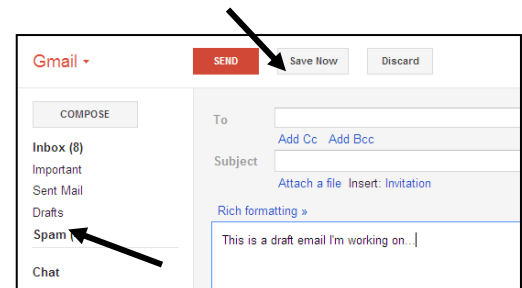 Gmail
SEND Save Now Discard
COMPOSE
To
Add Cc Add Bcc
Inbox (8)
Subject
Important
Attach a file Insert: Invitation
Sent Mail
Drafts
Rich formatting »
Spam (
This is a draft email I'm working on...
Chat